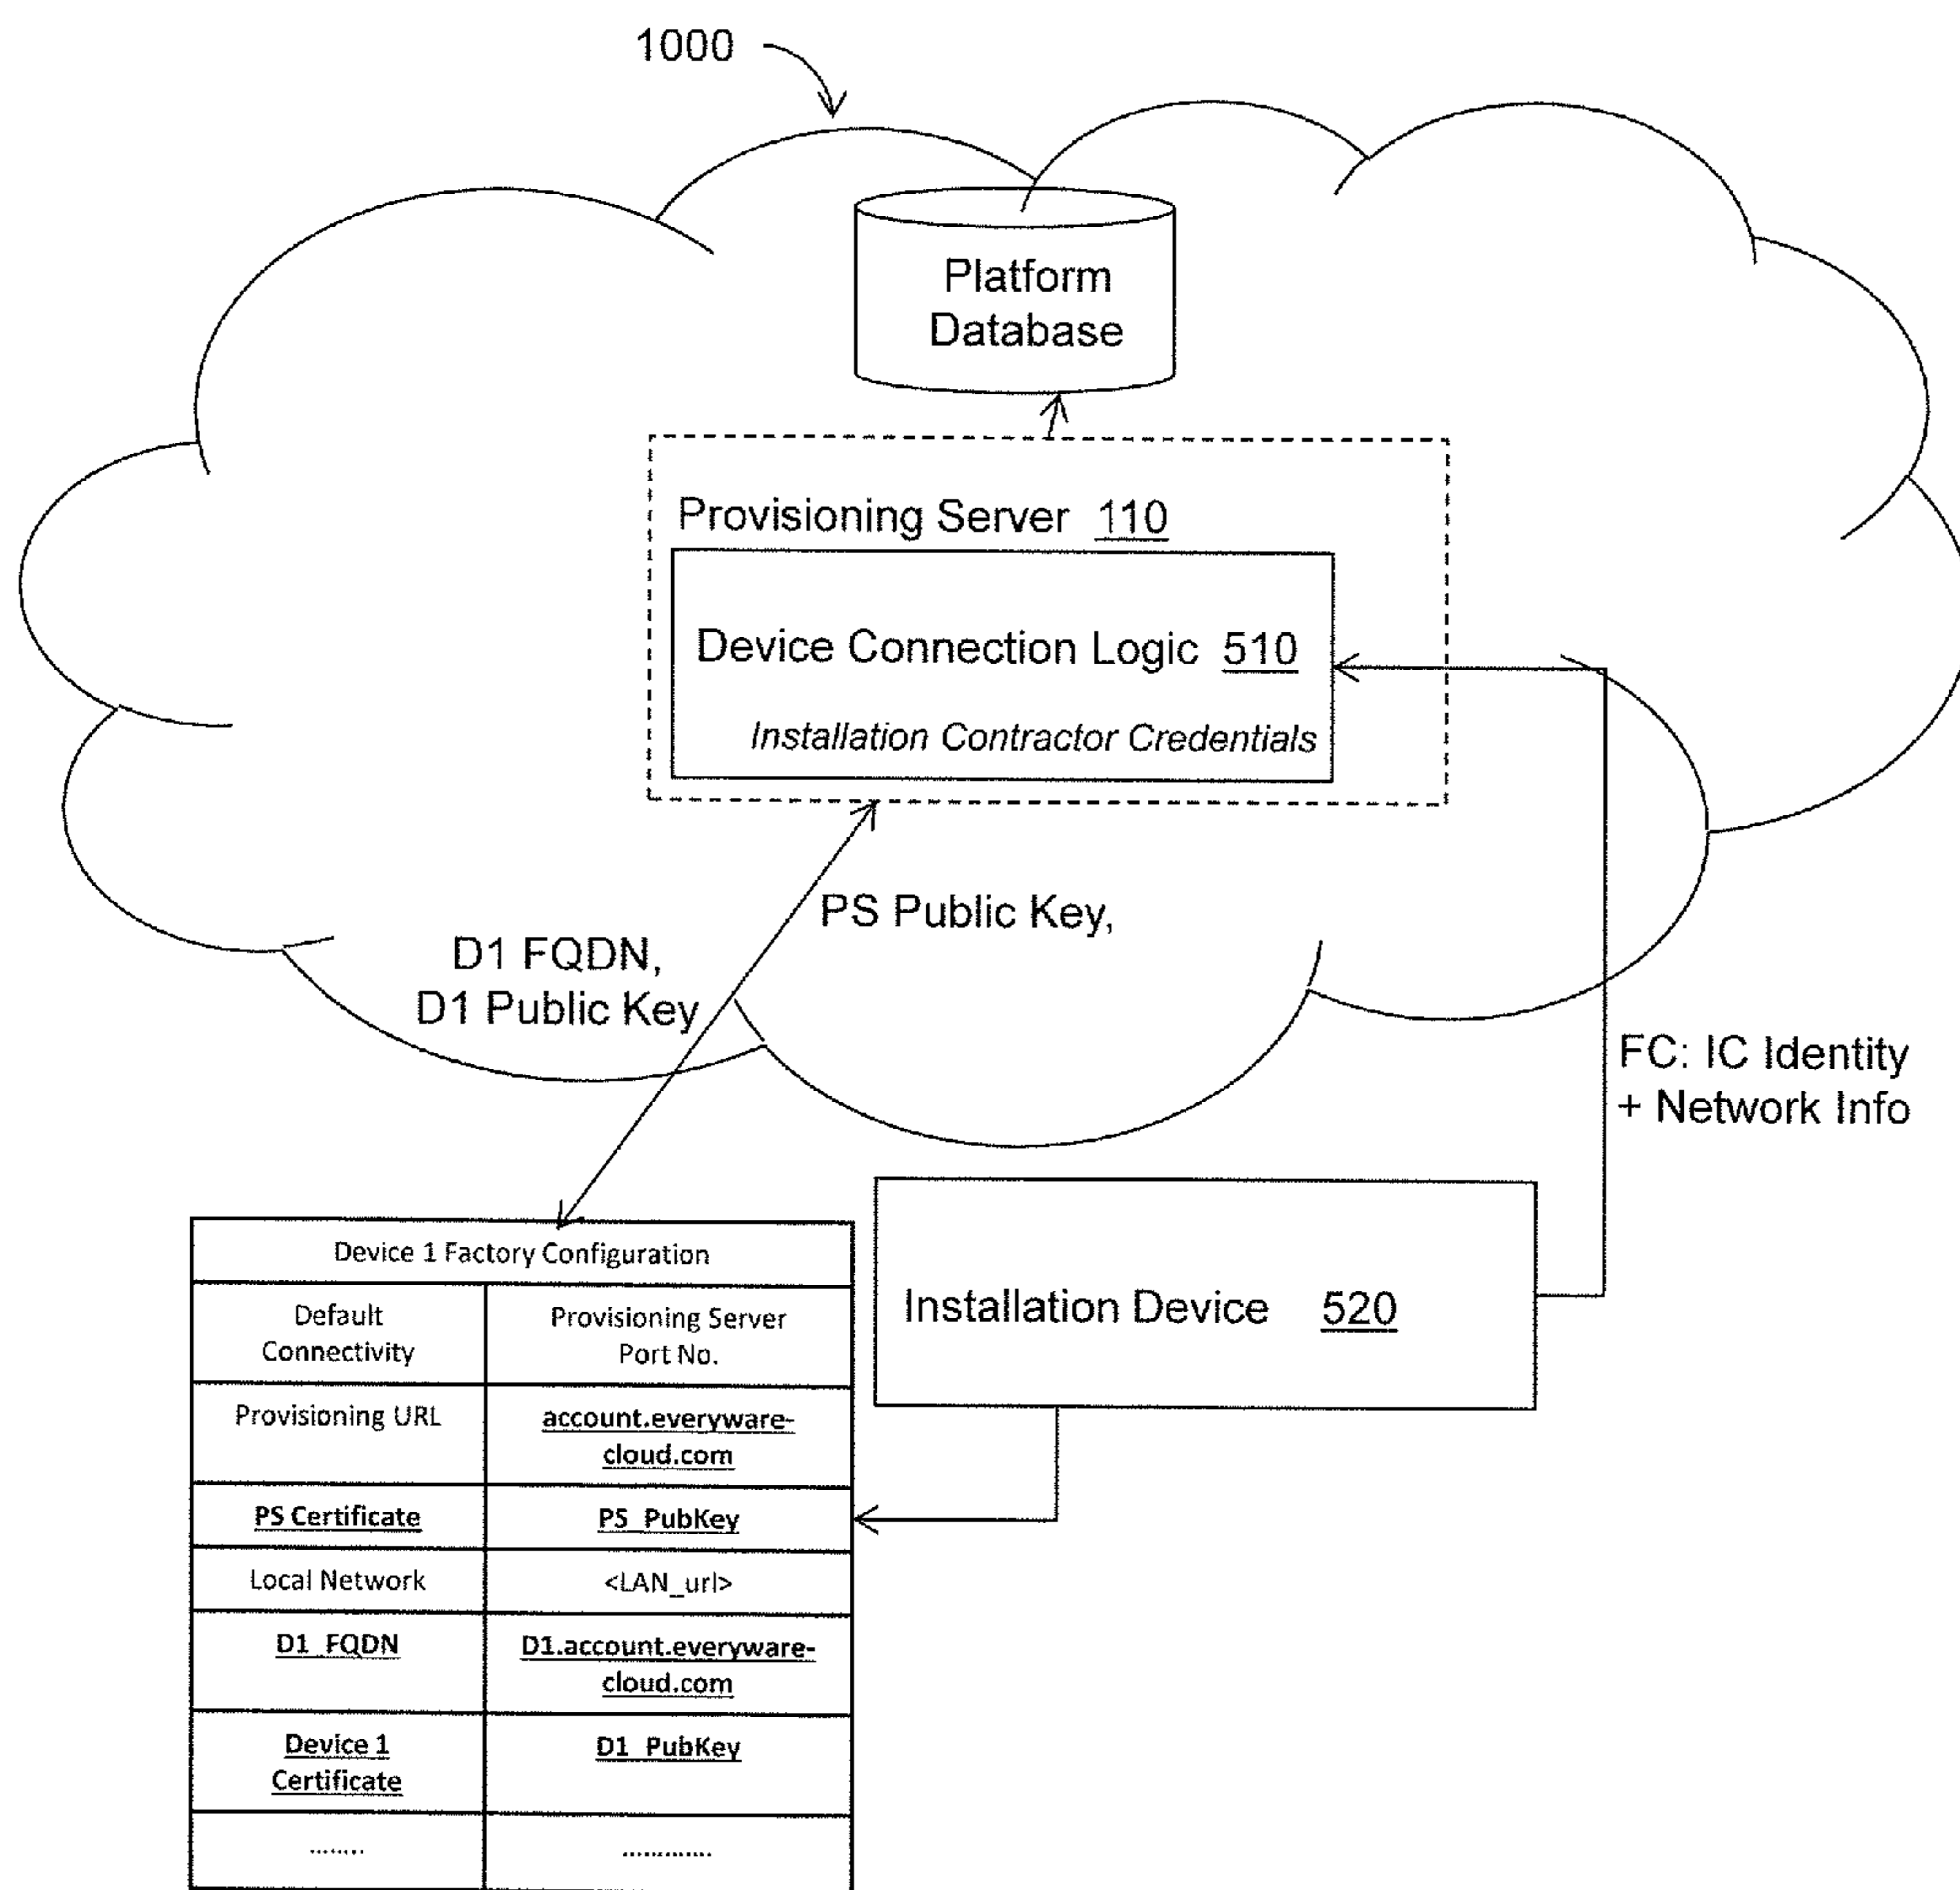 1000
Platform
Database
Provisioning Server 110
Device Connection Logic 510
Installation Contractor Credentials
PS Public Key,
D1 FQDN,
D1 Public Key
FC: IC Identity
+ Network Info
Installation Device 520
Device 1 Factory Configuration
Default
Connectivity
Provisioning Server
Port No.
Provisioning URL
account.everyware-
cloud.com
PS Certificate
PS_PubKey
Local Network
<LAN_url>
D1_FQDN
D1.account.everyware-
cloud.com
Device 1
Certificate
D1_PubKey
........
.............